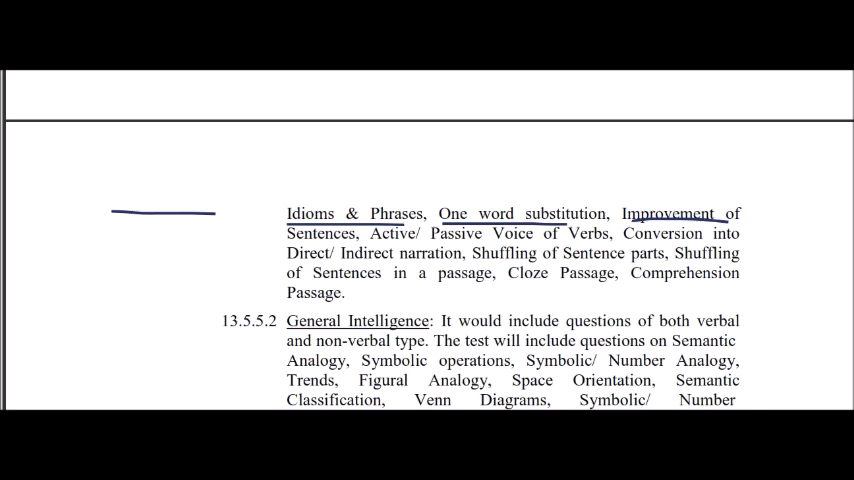 Idioms & Phrases, One word substitution, Improvement of
Sentences, Active/ Passive Voice of Verbs, Conversion into
Direct/ Indirect narration, Shuffling of Sentence parts, Shuffling
of Sentences in a passage, Cloze Passage, Comprehension
Passage.
13.5.5.2 General Intelligence: It would include questions of both verbal
and non-verbal type. The test will include questions on Semantic
Analogy, Symbolic operations, Symbolic/ Number Analogy,
Trends, Figural Analogy, Space Orientation, Semantic
Classification, Venn Diagrams, Symbolic/ Number